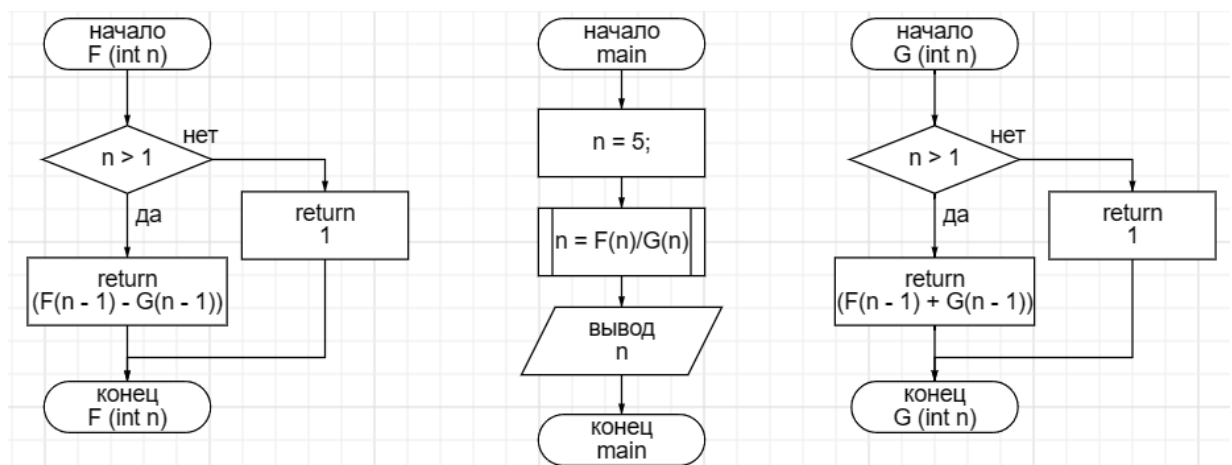 начало
F (int n)
n > 1
нет
да
return
1
return
(F(n - 1) - G(n - 1))
конец
F (int n)
начало
main
n = 5;
n = F(n)/G(n)
вывод
n
конец
main
начало
G (int n)
n > 1
нет
да
return
1
return
(F(n - 1) + G(n - 1))
конец
G (int n)